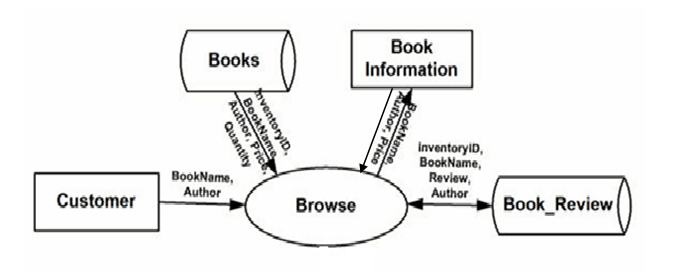 Books
Book
Information
InventoryID,
BookName,
Author, Price,
Quantity
BookName,
Author, Price
BookName,
Author
Customer
Browse
inventoryID,
BookName,
Review,
Author
Book_Review